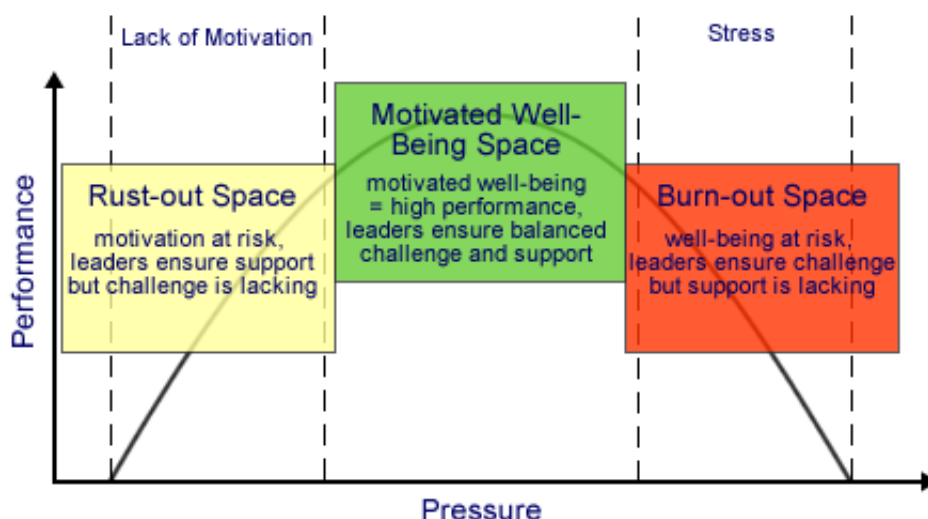 Lack of Motivation
Stress
Motivated Well-
Being Space
motivated well-being
= high performance,
leaders ensure balanced
challenge and support
Rust-out Space
motivation at risk,
leaders ensure support
but challenge is lacking
Burn-out Space
well-being at risk,
leaders ensure challenge
but support is lacking
Performance
Pressure